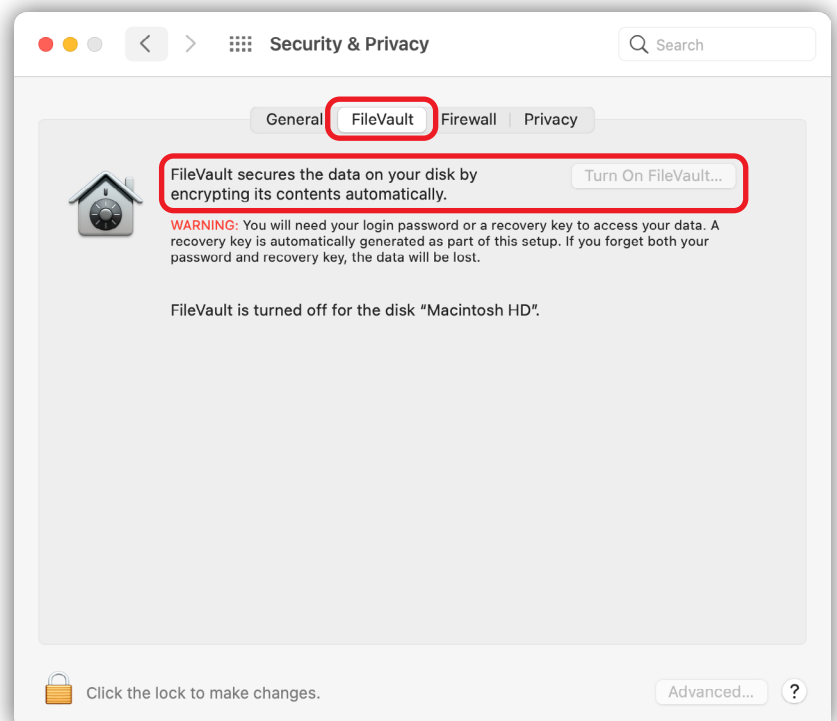 Security & Privacy
Search
General FileVault Firewall Privacy
FileVault secures the data on your disk by
encrypting its contents automatically.
Turn On FileVault...
WARNING: You will need your login password or a recovery key to access your data. A
recovery key is automatically generated as part of this setup. If you forget both your
password and recovery key, the data will be lost.
FileVault is turned off for the disk “Macintosh HD”.
Click the lock to make changes.
Advanced...
?